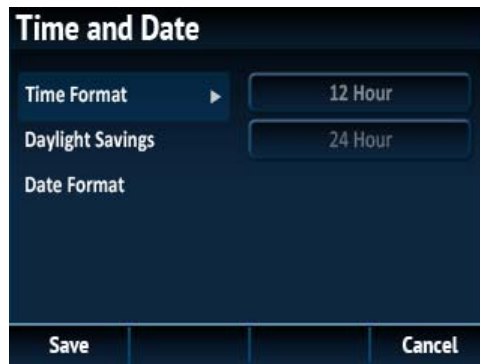 Time and Date
Time Format 12 Hour
Daylight Savings 24 Hour
Date Format
Save Cancel